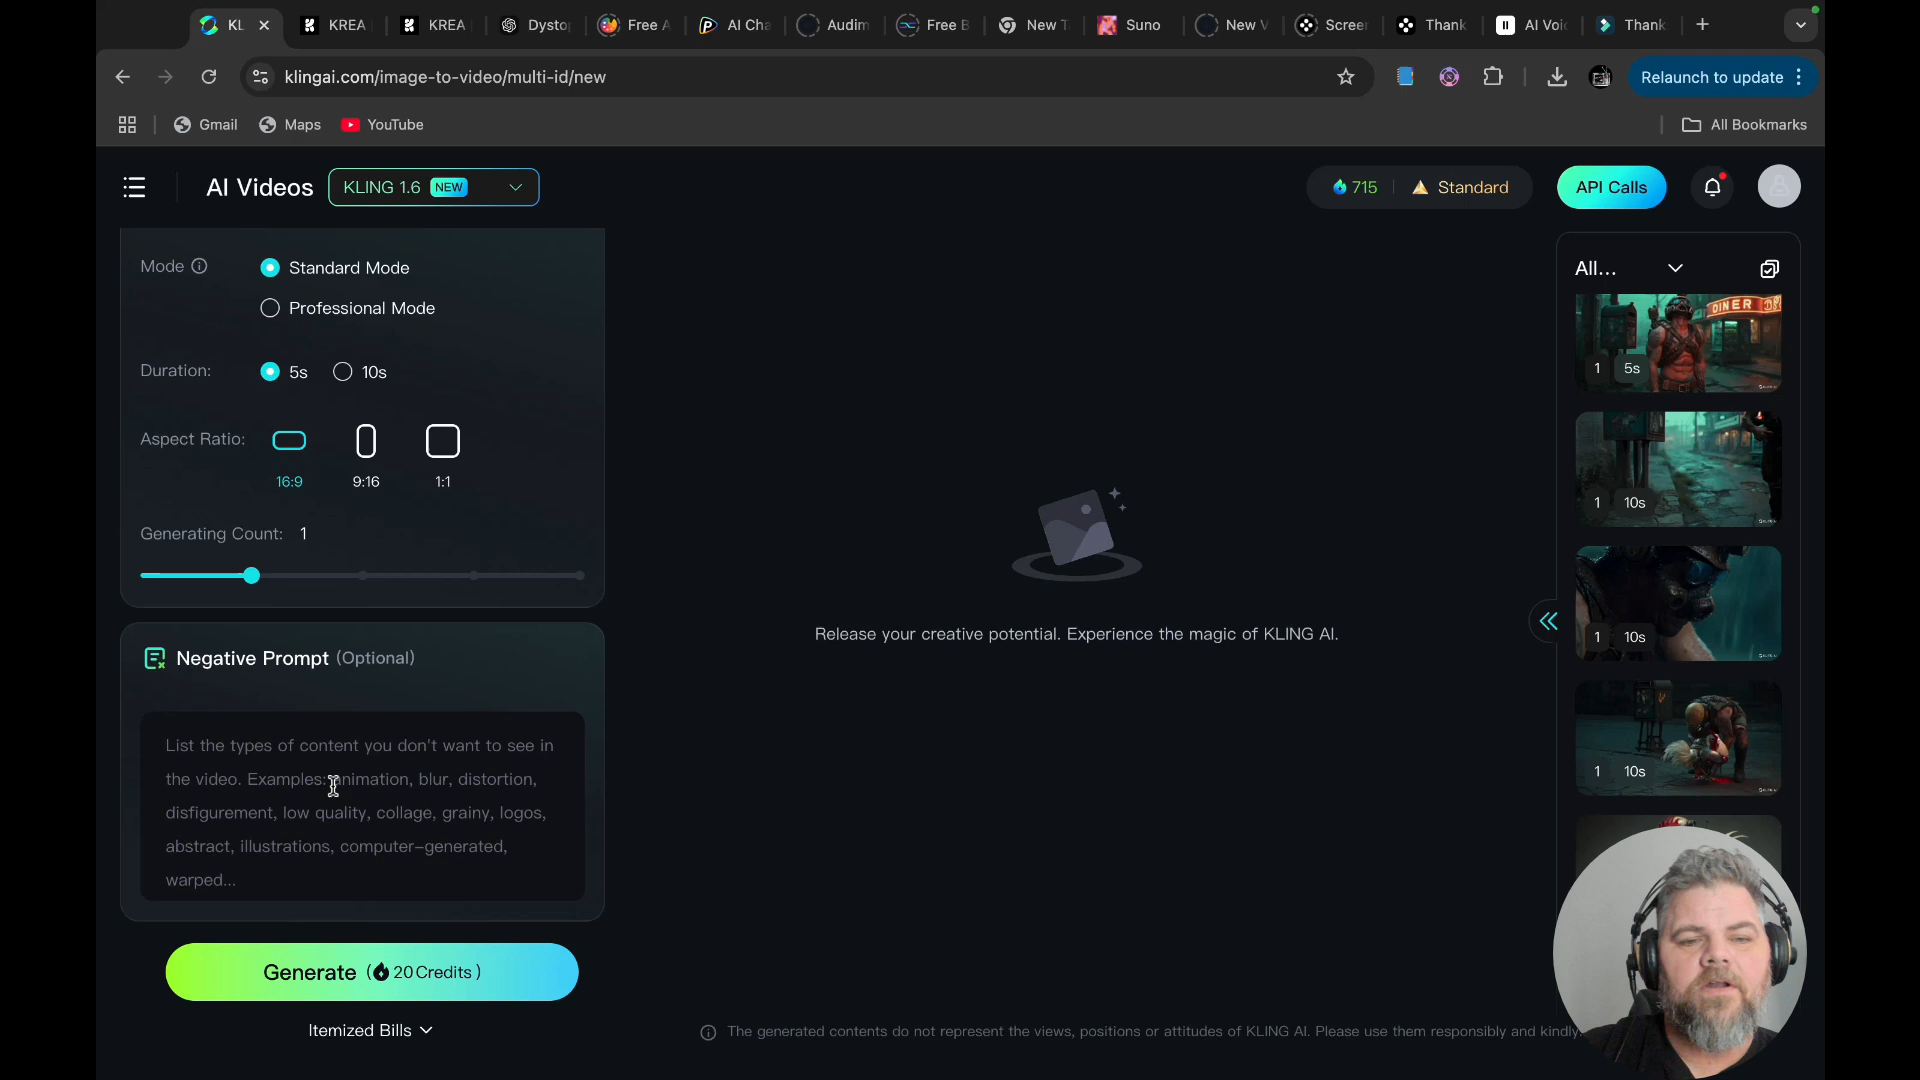 KL
KREA
KREA
Dysto
Free A
AI Cha
Audim
Free B
New T
Suno
New V
Screer
Thank
AI Voi
Thank
klingai.com/image-to-video/multi-id/new
Relaunch to update
Gmail
Maps
YouTube
All Bookmarks
AI Videos
KLING 1.6 NEW
715
Standard
API Calls
Mode
Standard Mode
Professional Mode
Duration:
5s
10s
Aspect Ratio:
16:9
9:16
1:1
Generating Count: 1
Negative Prompt (Optional)
List the types of content you don't want to see in
the video. Examples: animation, blur, distortion,
disfigurement, low quality, collage, grainy, logos,
abstract, illustrations, computer-generated,
warped...
Generate ( 20 Credits )
Itemized Bills
Release your creative potential. Experience the magic of KLING AI.
The generated contents do not represent the views, positions or attitudes of KLING AI. Please use them responsibly and kindly.
All...
DINER
1 5s
1 10s
1 10s
1 10s